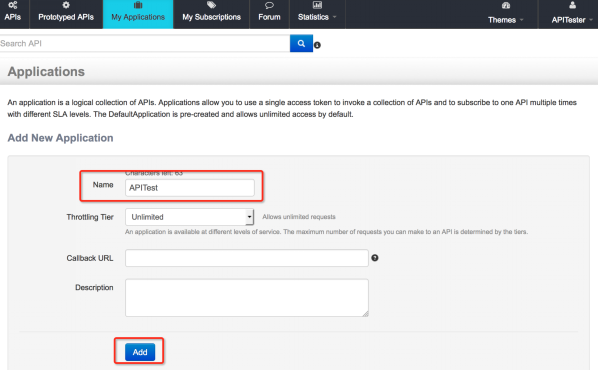 APIs Prototyped APIs My Applications My Subscriptions Forum Statistics Themes APITester
Search API
Applications
An application is a logical collection of APIs. Applications allow you to use a single access token to invoke a collection of APIs and to subscribe to one API multiple times
with different SLA levels. The DefaultApplication is pre-created and allows unlimited access by default.
Add New Application
Characters left: 63
Name APITest
Throttling Tier Unlimited Allows unlimited requests
An application is available at different levels of service. The maximum number of requests you can make to an API is determined by the tiers.
Callback URL
Description
Add